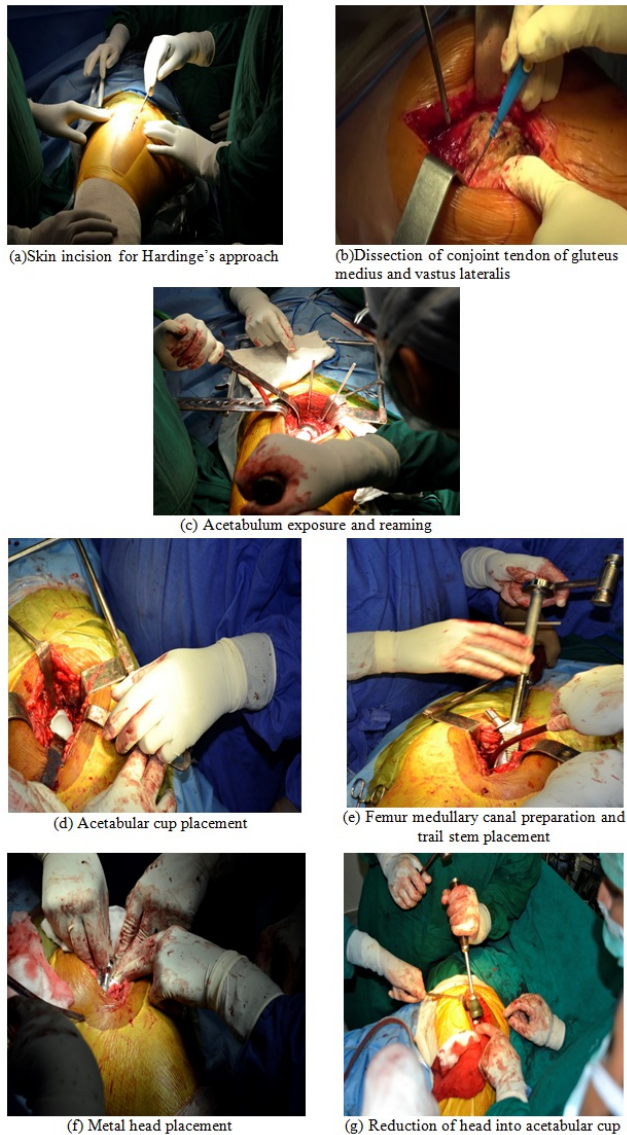 (a)Skin incision for Hardinge's approach
(b)Dissection of conjoint tendon of gluteus
medius and vastus lateralis
(c) Acetabulum exposure and reaming
(d) Acetabular cup placement
(e) Femur medullary canal preparation and
trail stem placement
(f) Metal head placement
(g) Reduction of head into acetabular cup